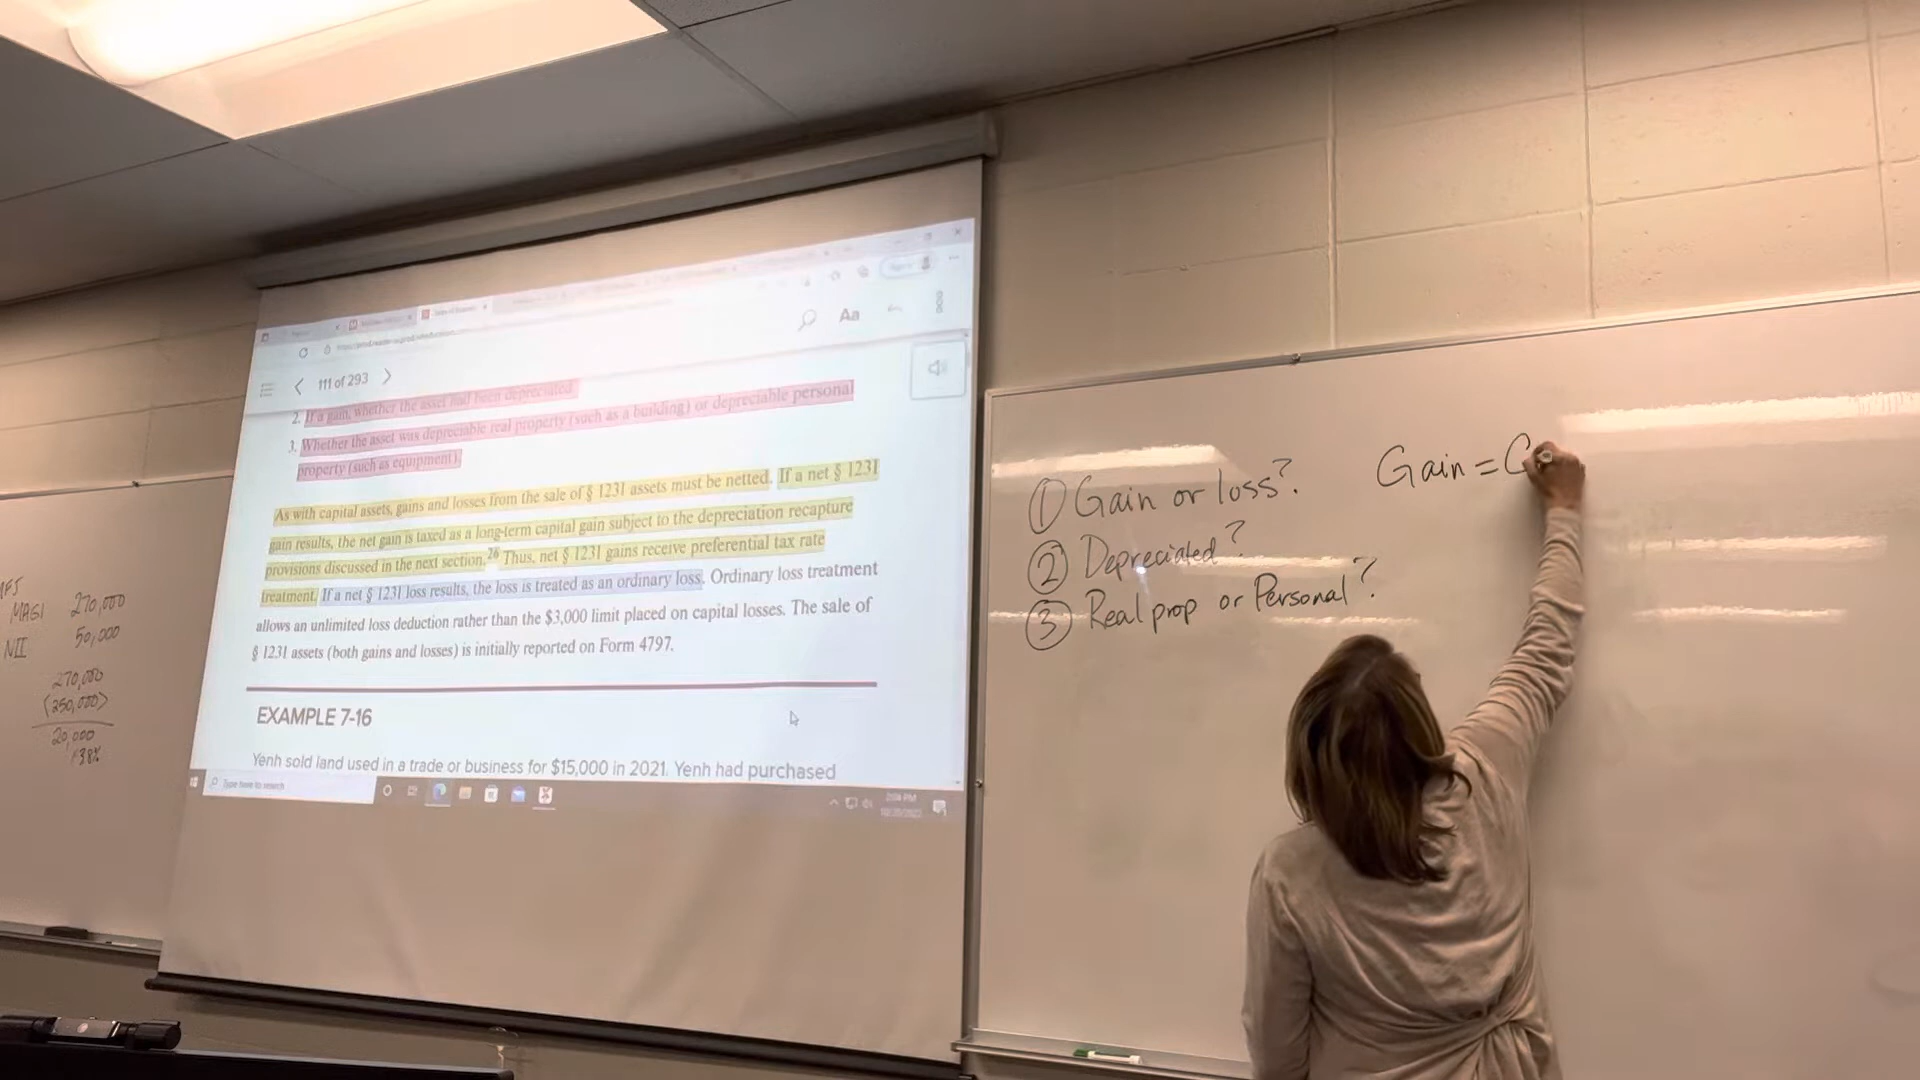 MAGI 270,000
NII 50,000
270,000
(250,000)
20,000
111 of 293
Aa
2. If a gain, whether the asset had been depreciated
3. Whether the asset was depreciable real property (such as a building) or depreciable personal
property (such as equipment).
As with capital assets, gains and losses from the sale of § 1231 assets must be netted. If a net § 1231
gain results, the net gain is taxed as a long-term capital gain subject to the depreciation recapture
provisions discussed in the next section.26 Thus, net § 1231 gains receive preferential tax rate
treatment. If a net § 1231 loss results, the loss is treated as an ordinary loss. Ordinary loss treatment
allows an unlimited loss deduction rather than the $3,000 limit placed on capital losses. The sale of
§ 1231 assets (both gains and losses) is initially reported on Form 4797.
EXAMPLE 7-16
Yenh sold land used in a trade or business for $15,000 in 2021. Yenh had purchased
Type here to search
① Gain or loss?
② Depreciated?
③ Real prop or Personal?
Gain =